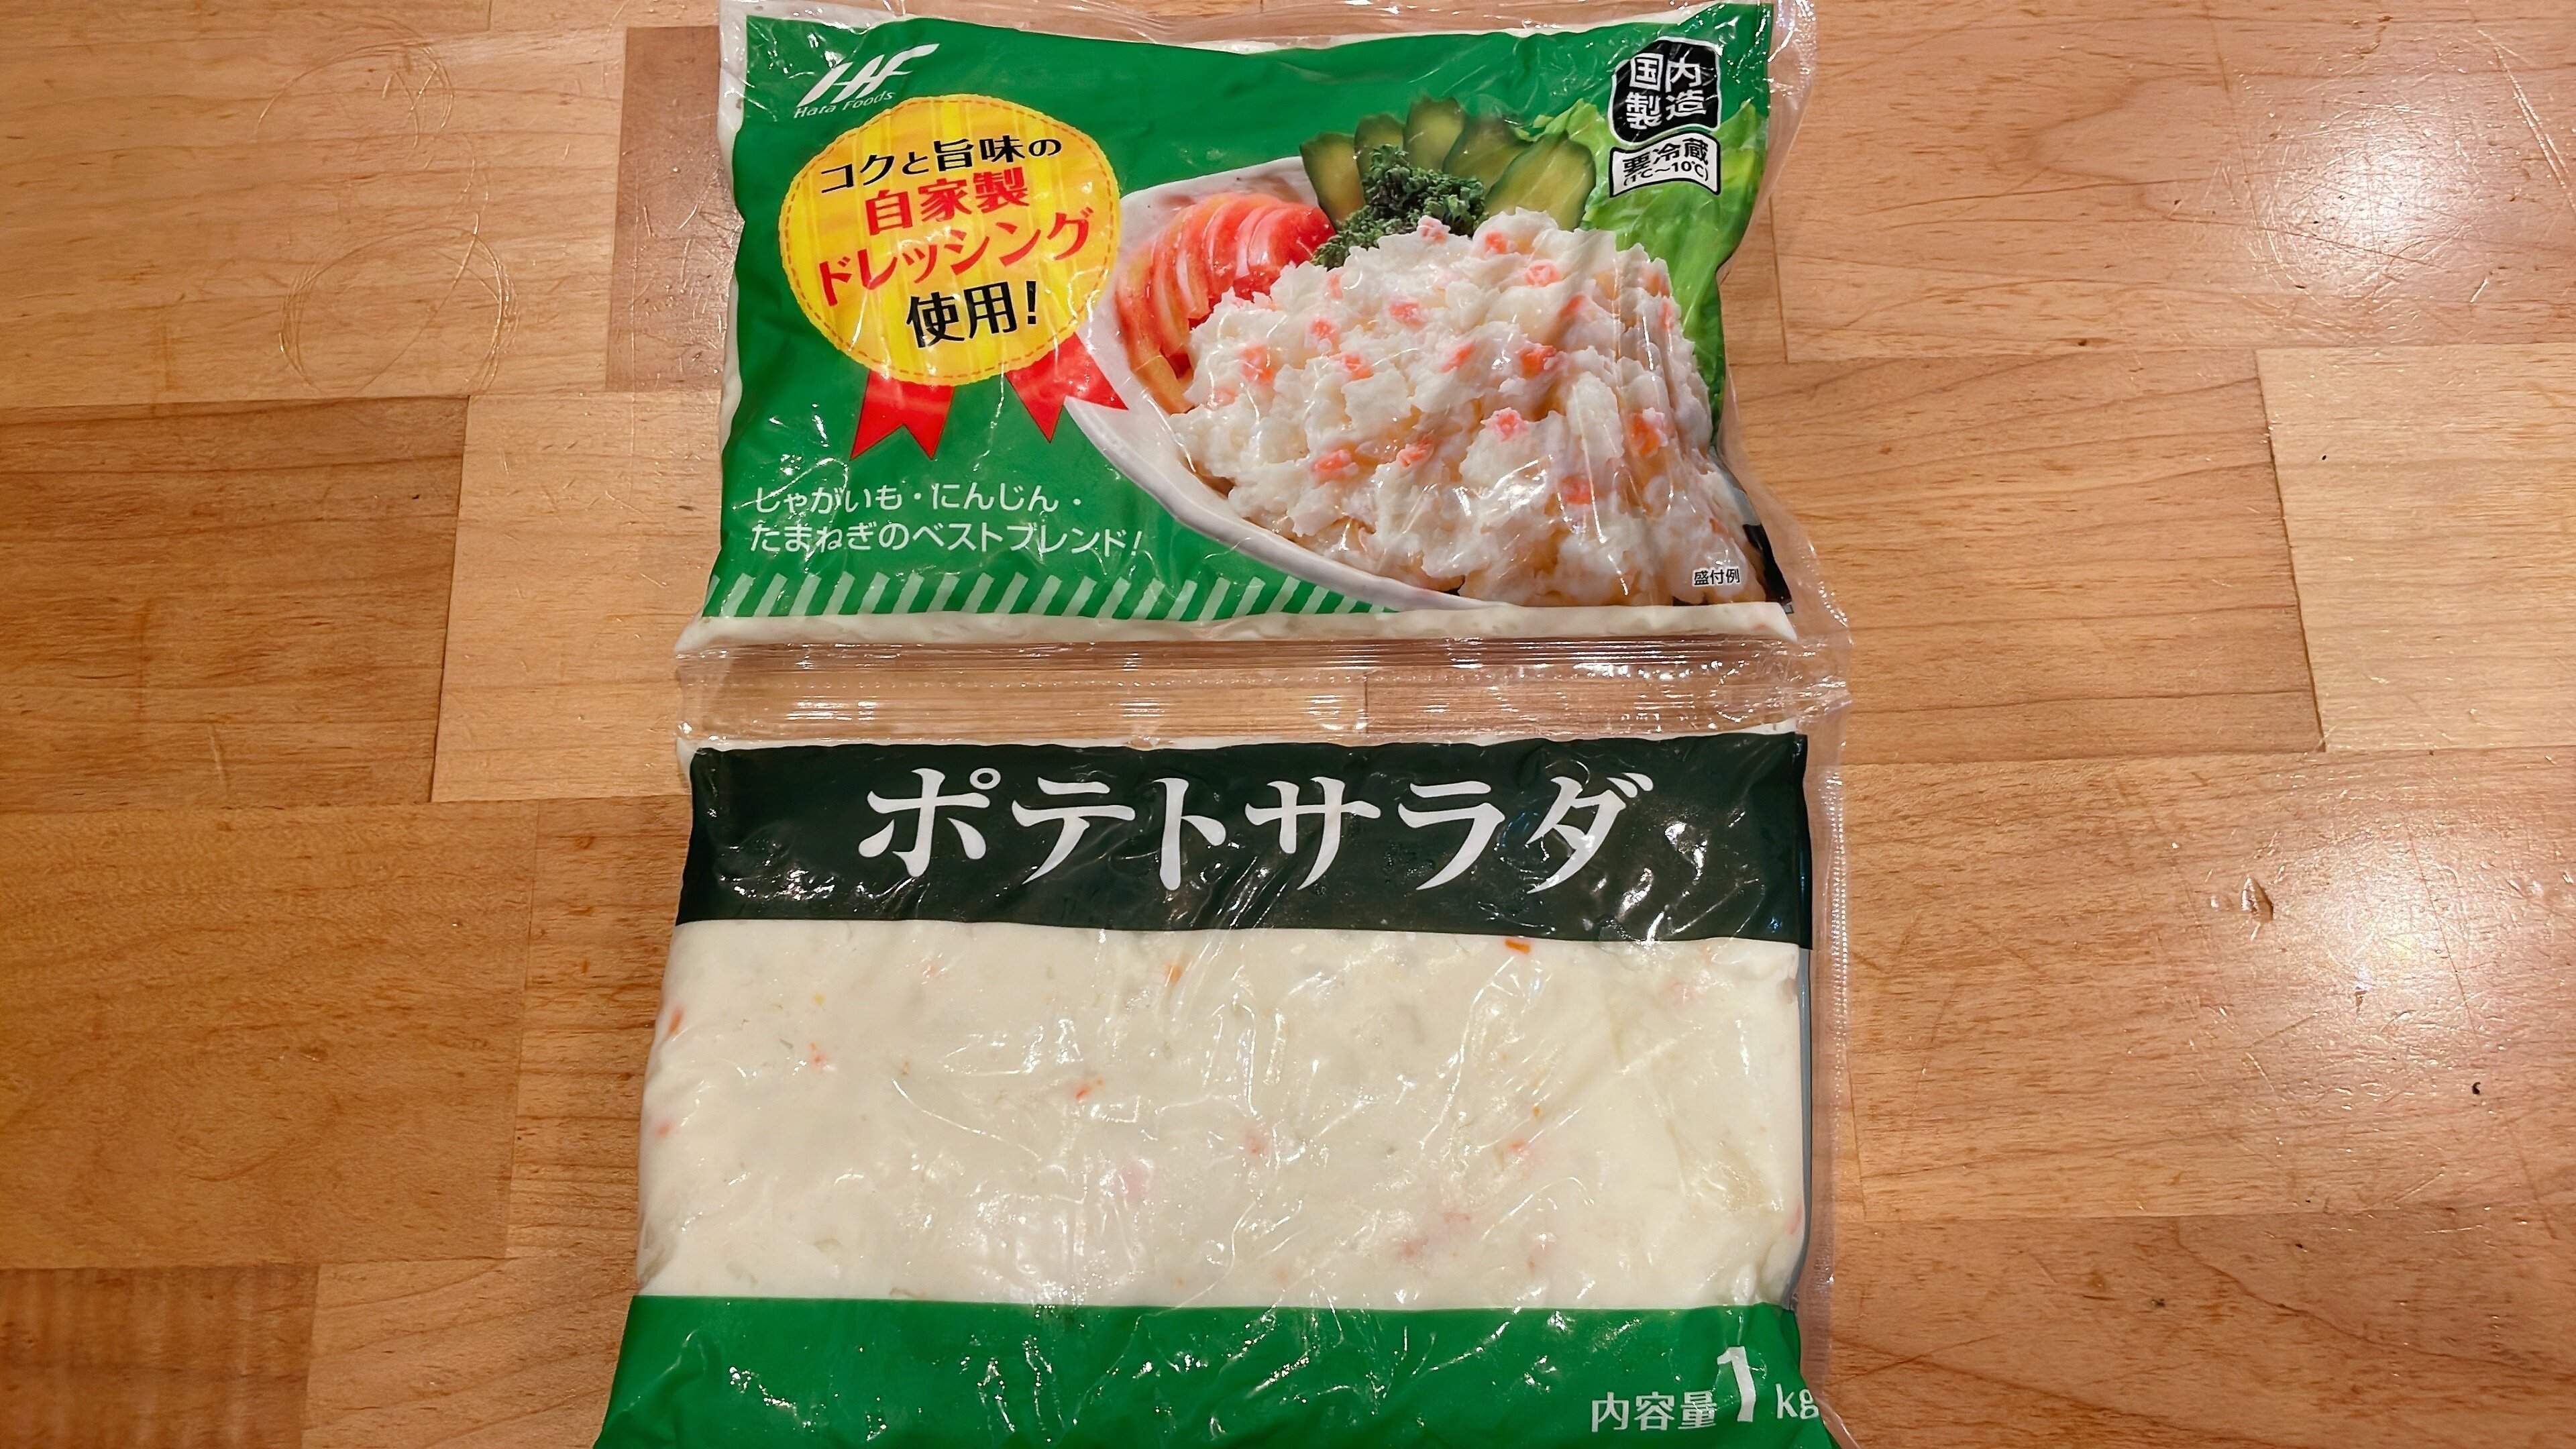 HF
Hata Foods
コクと旨味の
自家製
ドレッシング
使用!
国内
製造
要冷蔵
(1℃~10℃)
じゃがいも・にんじん・
たまねぎのベストブレンド!
盛付例
ポテトサラダ
内容量1kg